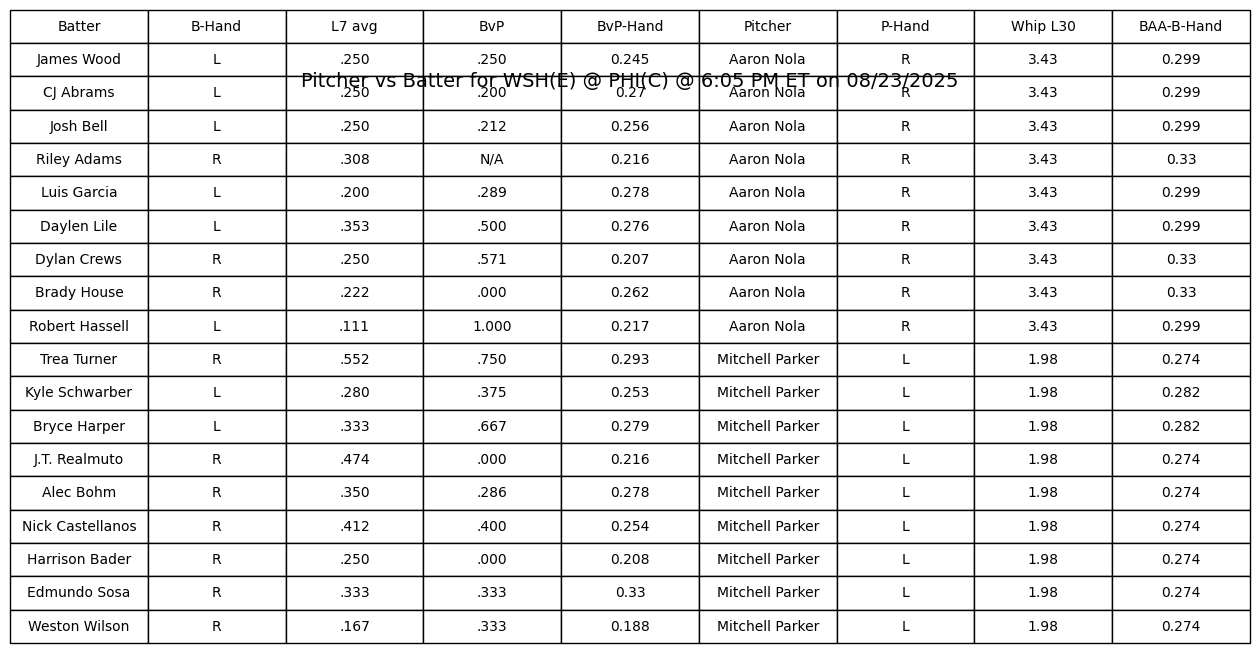 Batter B-Hand L7 avg BvP BvP-Hand Pitcher P-Hand Whip L30 BAA-B-Hand
James Wood L .250 .250 0.245 Aaron Nola R 3.43 0.299
Pitcher vs Batter for WSH(E) @ PHI(C) @ 6:05 PM ET on 08/23/2025
CJ Abrams L .250 .200 0.27 Aaron Nola R 3.43 0.299
Josh Bell L .250 .212 0.256 Aaron Nola R 3.43 0.299
Riley Adams R .308 N/A 0.216 Aaron Nola R 3.43 0.33
Luis Garcia L .200 .289 0.278 Aaron Nola R 3.43 0.299
Daylen Lile L .353 .500 0.276 Aaron Nola R 3.43 0.299
Dylan Crews R .250 .571 0.207 Aaron Nola R 3.43 0.33
Brady House R .222 .000 0.262 Aaron Nola R 3.43 0.33
Robert Hassell L .111 1.000 0.217 Aaron Nola R 3.43 0.299
Trea Turner R .552 .750 0.293 Mitchell Parker L 1.98 0.274
Kyle Schwarber L .280 .375 0.253 Mitchell Parker L 1.98 0.282
Bryce Harper L .333 .667 0.279 Mitchell Parker L 1.98 0.282
J.T. Realmuto R .474 .000 0.216 Mitchell Parker L 1.98 0.274
Alec Bohm R .350 .286 0.278 Mitchell Parker L 1.98 0.274
Nick Castellanos R .412 .400 0.254 Mitchell Parker L 1.98 0.274
Harrison Bader R .250 .000 0.208 Mitchell Parker L 1.98 0.274
Edmundo Sosa R .333 .333 0.33 Mitchell Parker L 1.98 0.274
Weston Wilson R .167 .333 0.188 Mitchell Parker L 1.98 0.274